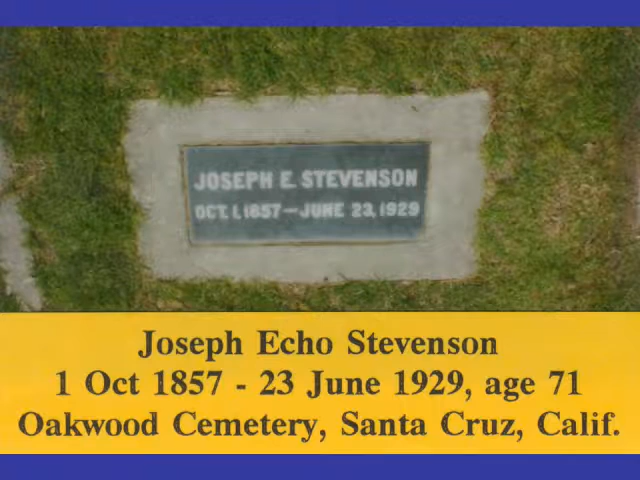 JOSEPH E. STEVENSON
OCT. 1, 1857 — JUNE 23, 1929
Joseph Echo Stevenson
1 Oct 1857 - 23 June 1929, age 71
Oakwood Cemetery, Santa Cruz, Calif.